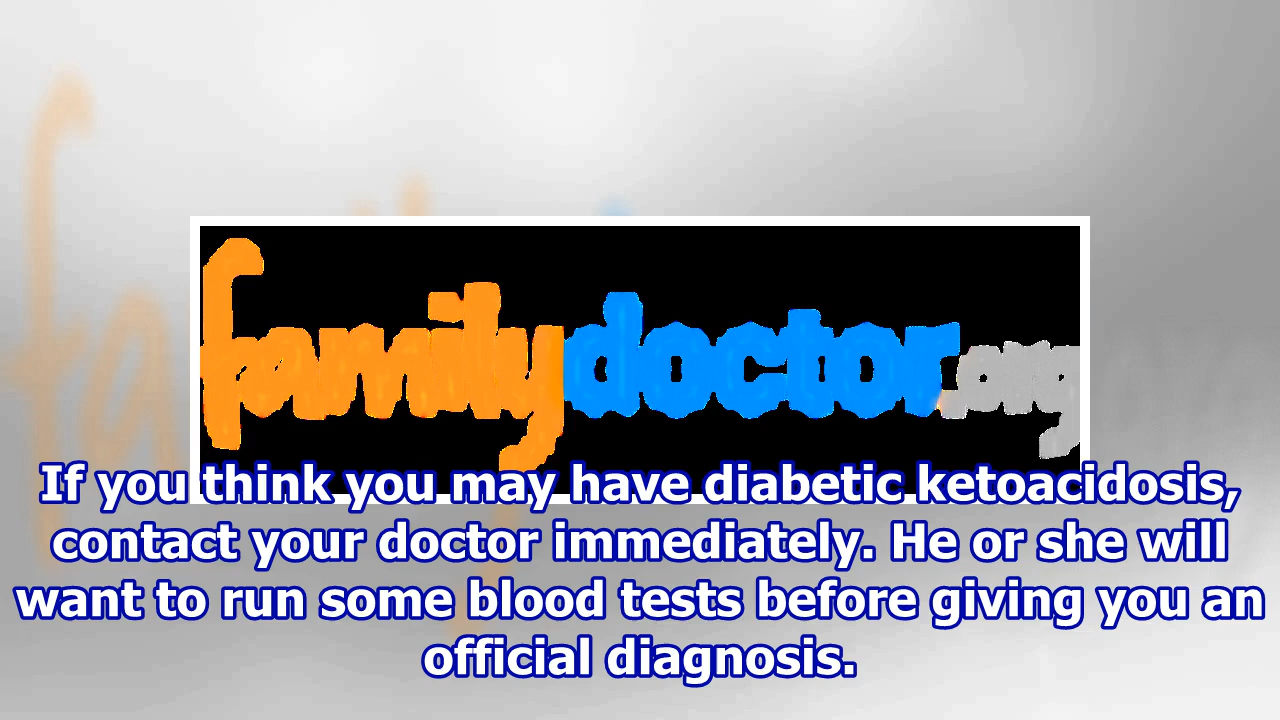 familydoctor.org
If you think you may have diabetic ketoacidosis,
contact your doctor immediately. He or she will
want to run some blood tests before giving you an
official diagnosis.